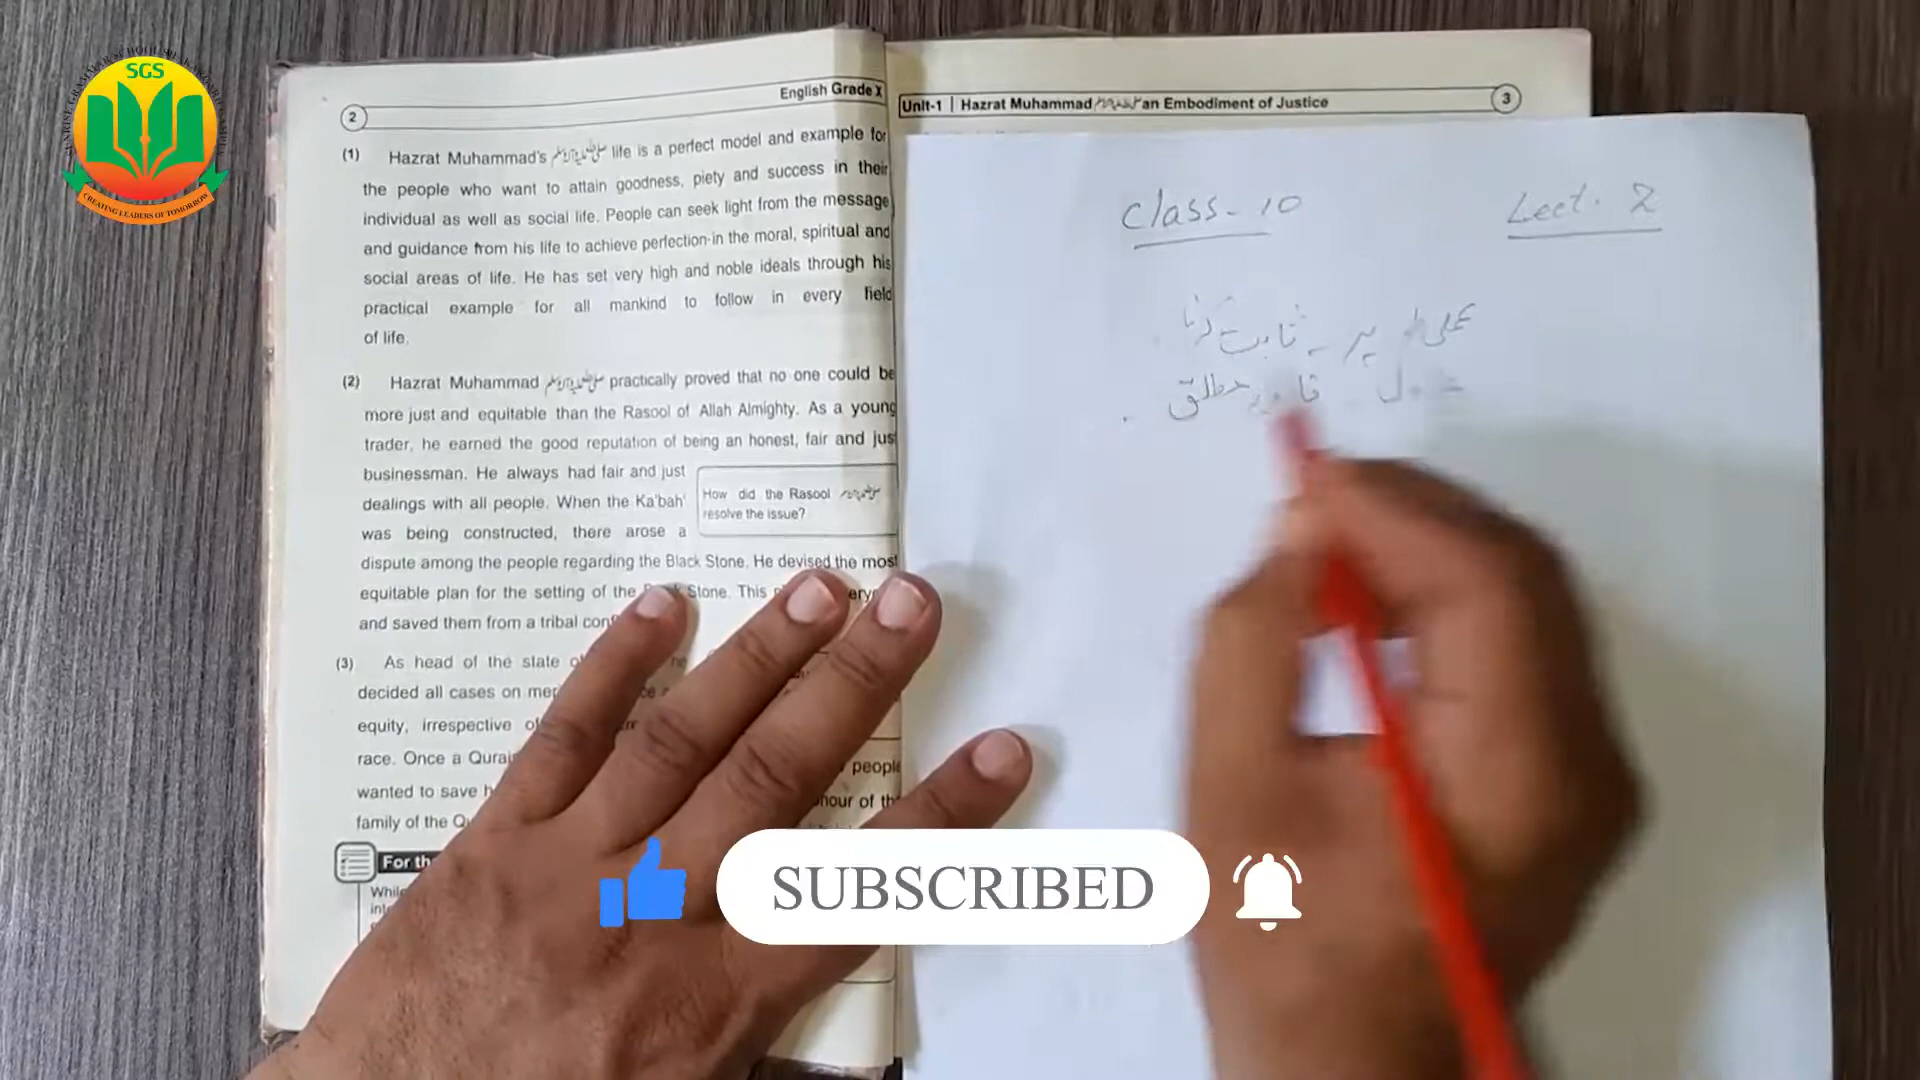 SUNRISE GRAMMAR SCHOOL
SGS
CREATING LEADERS OF TOMORROW
2
English Grade X
(1) Hazrat Muhammad's ﷺ life is a perfect model and example for
the people who want to attain goodness, piety and success in their
individual as well as social life. People can seek light from the message
and guidance from his life to achieve perfection in the moral, spiritual and
social areas of life. He has set very high and noble ideals through his
practical example for all mankind to follow in every field
of life.
(2) Hazrat Muhammad ﷺ practically proved that no one could be
more just and equitable than the Rasool of Allah Almighty. As a young
trader, he earned the good reputation of being an honest, fair and jus
businessman. He always had fair and just
dealings with all people. When the Ka'bah
was being constructed, there arose a
How did the Rasool ﷺ
resolve the issue?
dispute among the people regarding the Black Stone. He devised the most
equitable plan for the setting of the Stone. This
and saved them from a tribal
(3) As head of the state
decided all cases on
equity, irrespective
race. Once a
wanted to save
people
family of the
honour of
For
While
Unit-1 | Hazrat Muhammad ﷺ an Embodiment of Justice
3
Class - 10
Lect. 2
عملی پر - ثابت کرنا
مطلق
SUBSCRIBED